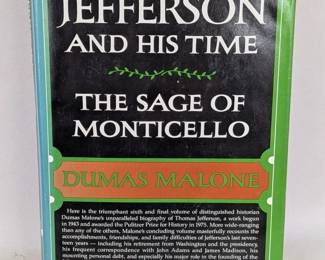 JEFFERSON
AND HIS TIME
THE SAGE OF
MONTICELLO
DUMAS MALONE
Here is the triumphant sixth and final volume of distinguished historian
Dumas Malone's unparalleled biography of Thomas Jefferson, a work begun
in 1943 and awarded the Pulitzer Prize for History in 1975. More wide-ranging
than any of the others, Malone's concluding volume masterfully recounts the
accomplishments, friendships, and family difficulties of Jefferson's last seven-
teen years — including his retirement from Washington and the presidency,
his frequent correspondence with John Adams and James Madison, his
mounting personal debt, and especially his major role in the founding of the